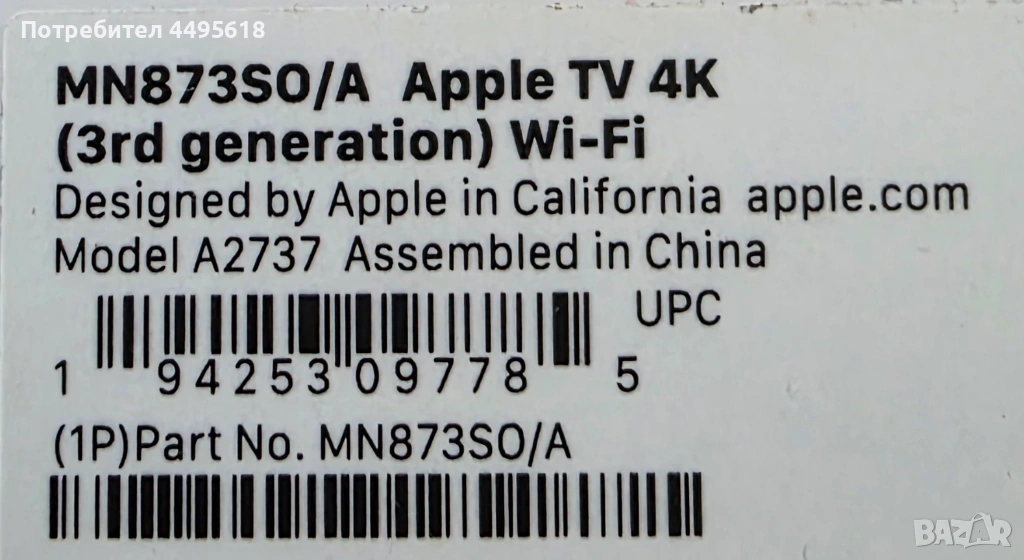 Потребител 4495618
MN873SO/A Apple TV 4K
(3rd generation) Wi-Fi
Designed by Apple in California apple.com
Model A2737 Assembled in China
UPC
1 94253 09778 5
(1P)Part No. MN873SO/A
BAZAR